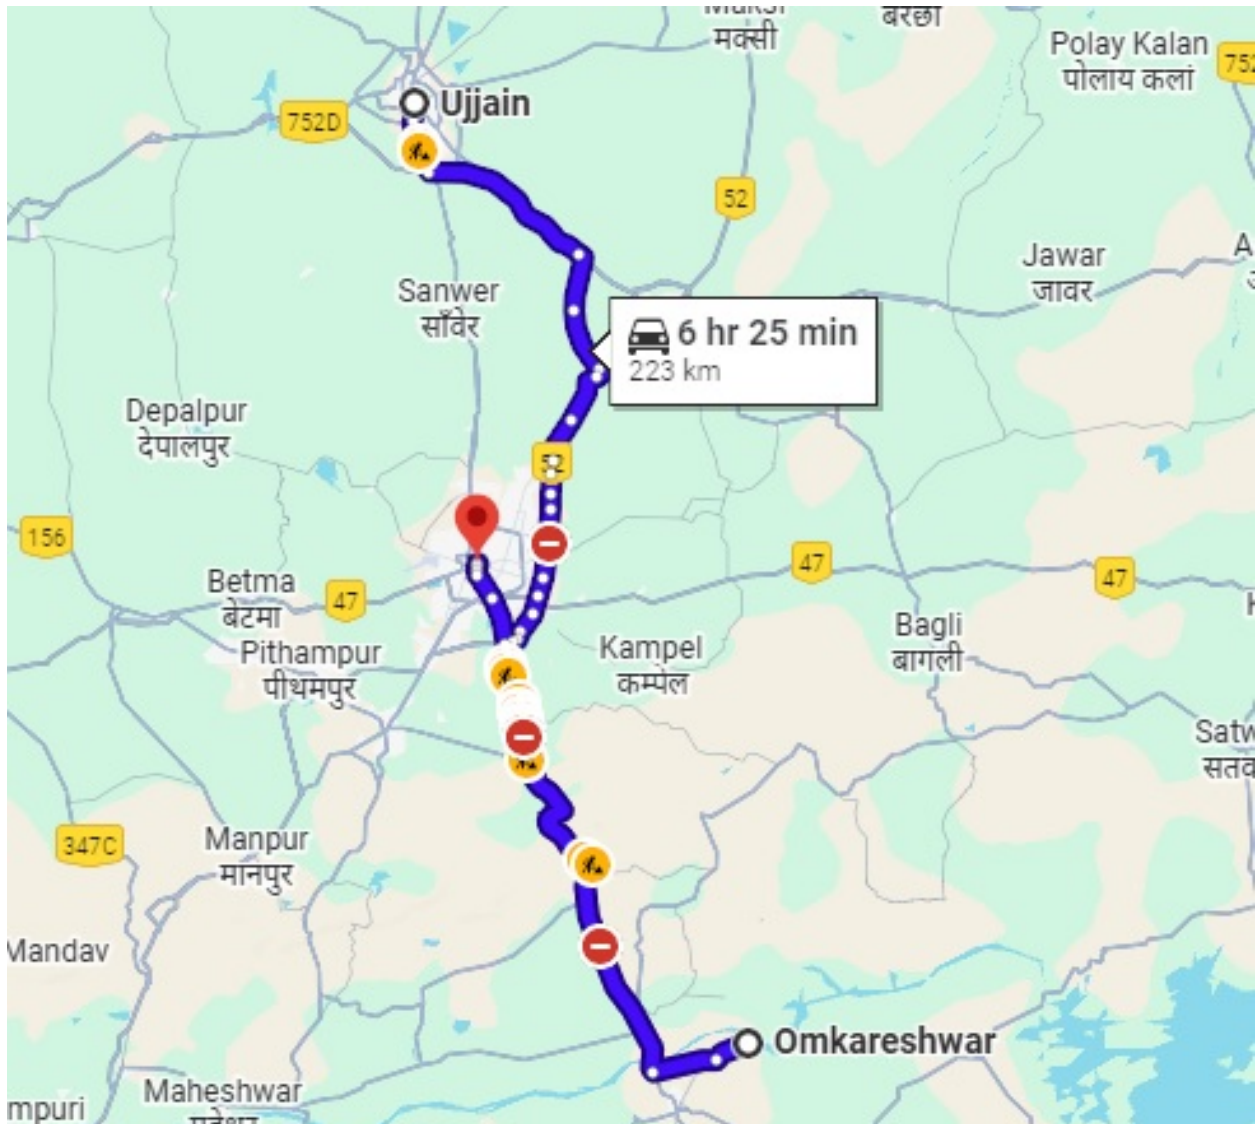 मक्सी
Polay Kalan
पोलाय कलां
Ujjain
752D
52
Jawar
जावर
Sanwer
साँवेर
6 hr 25 min
223 km
Depalpur
देपालपुर
52
156
47
47
Betma
बेटमा
47
Bagli
बागली
Kampel
कम्पेल
Pithampur
पीथमपुर
347C
Manpur
मानपुर
Mandav
Omkareshwar
Maheshwar